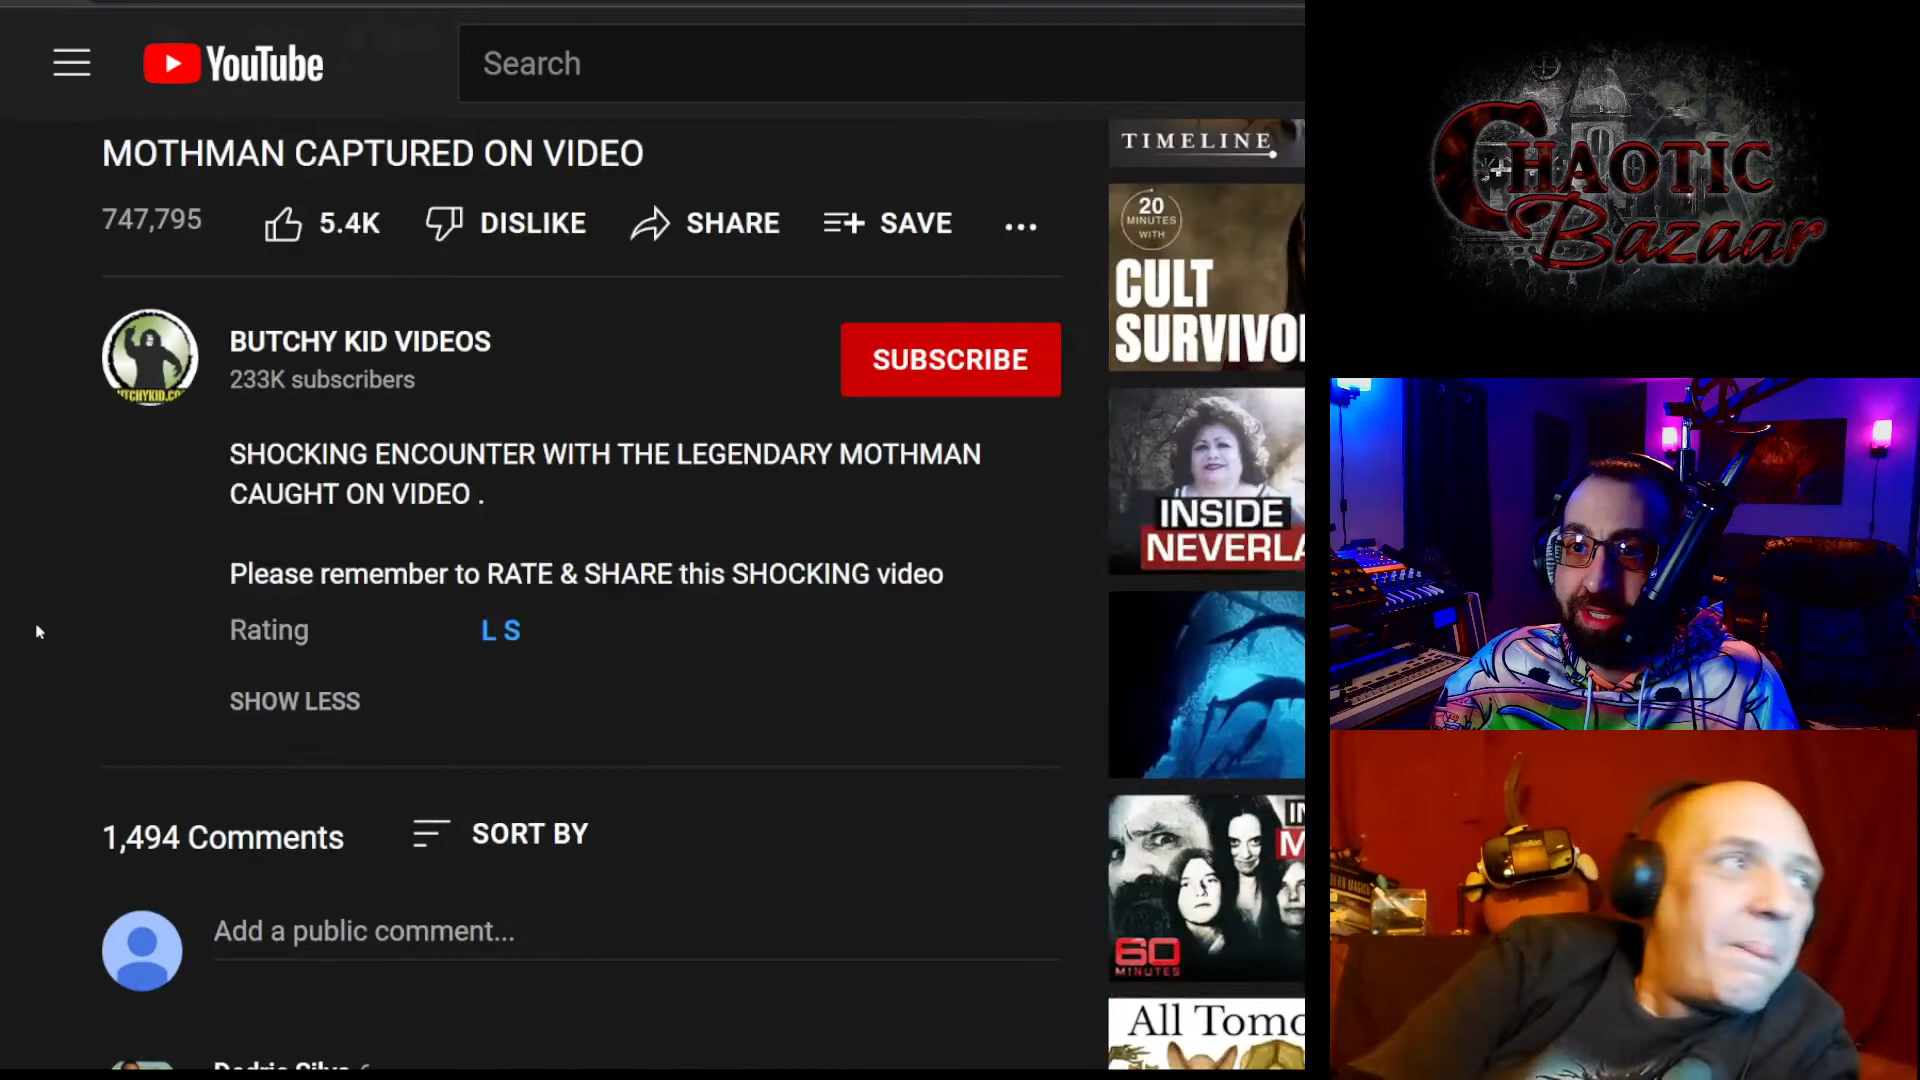 YouTube
Search
MOTHMAN CAPTURED ON VIDEO
747,795
5.4K
DISLIKE
SHARE
SAVE
BUTCHY KID VIDEOS
233K subscribers
SUBSCRIBE
SHOCKING ENCOUNTER WITH THE LEGENDARY MOTHMAN
CAUGHT ON VIDEO .
Please remember to RATE & SHARE this SHOCKING video
Rating
L S
SHOW LESS
1,494 Comments
SORT BY
Add a public comment...
TIMELINE
20
MINUTES
WITH
CULT
SURVIVO
INSIDE
NEVERLA
60
MINUTES
All Tomo
CHAOTIC
Bazaar